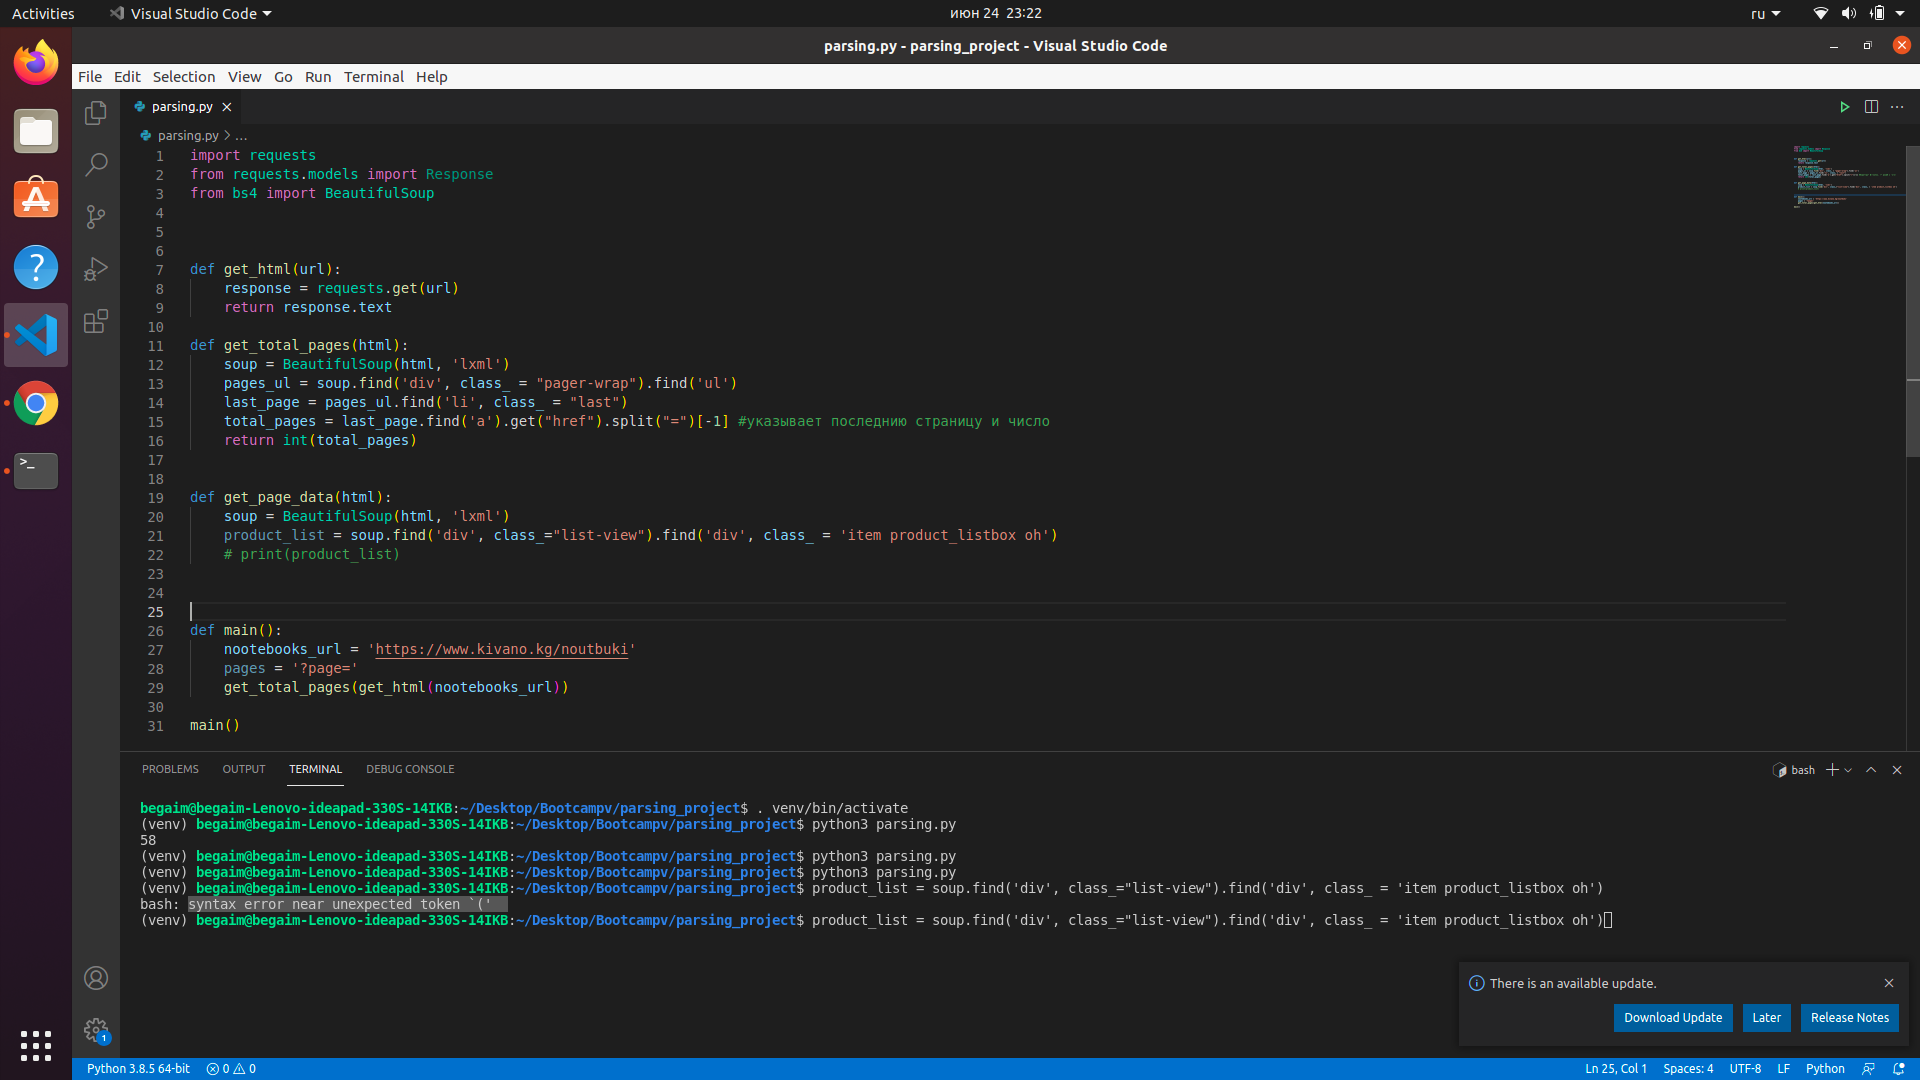 Activities
Visual Studio Code
июн 24 23:22
ru
parsing.py - parsing_project - Visual Studio Code
File Edit Selection View Go Run Terminal Help
parsing.py
parsing.py > ...
1 import requests
2 from requests.models import Response
3 from bs4 import BeautifulSoup
4
5
6
7 def get_html(url):
8     response = requests.get(url)
9     return response.text
10
11 def get_total_pages(html):
12     soup = BeautifulSoup(html, 'lxml')
13     pages_ul = soup.find('div', class_ = "pager-wrap").find('ul')
14     last_page = pages_ul.find('li', class_ = "last")
15     total_pages = last_page.find('a').get("href").split("=")[-1] #указывает последнию страницу и число
16     return int(total_pages)
17
18
19 def get_page_data(html):
20     soup = BeautifulSoup(html, 'lxml')
21     product_list = soup.find('div', class_="list-view").find('div', class_ = 'item product_listbox oh')
22     # print(product_list)
23
24
25
26 def main():
27     nootebooks_url = 'https://www.kivano.kg/noutbuki'
28     pages = '?page='
29     get_total_pages(get_html(nootebooks_url))
30
31 main()
PROBLEMS OUTPUT TERMINAL DEBUG CONSOLE
bash
begaim@begaim-Lenovo-ideapad-330S-14IKB:~/Desktop/Bootcampv/parsing_project$ . venv/bin/activate
(venv) begaim@begaim-Lenovo-ideapad-330S-14IKB:~/Desktop/Bootcampv/parsing_project$ python3 parsing.py
58
(venv) begaim@begaim-Lenovo-ideapad-330S-14IKB:~/Desktop/Bootcampv/parsing_project$ python3 parsing.py
(venv) begaim@begaim-Lenovo-ideapad-330S-14IKB:~/Desktop/Bootcampv/parsing_project$ python3 parsing.py
(venv) begaim@begaim-Lenovo-ideapad-330S-14IKB:~/Desktop/Bootcampv/parsing_project$ product_list = soup.find('div', class_="list-view").find('div', class_ = 'item product_listbox oh')
bash: syntax error near unexpected token `('
(venv) begaim@begaim-Lenovo-ideapad-330S-14IKB:~/Desktop/Bootcampv/parsing_project$ product_list = soup.find('div', class_="list-view").find('div', class_ = 'item product_listbox oh')
There is an available update.
Download Update Later Release Notes
1
Python 3.8.5 64-bit 0 0 Ln 25, Col 1 Spaces: 4 UTF-8 LF Python